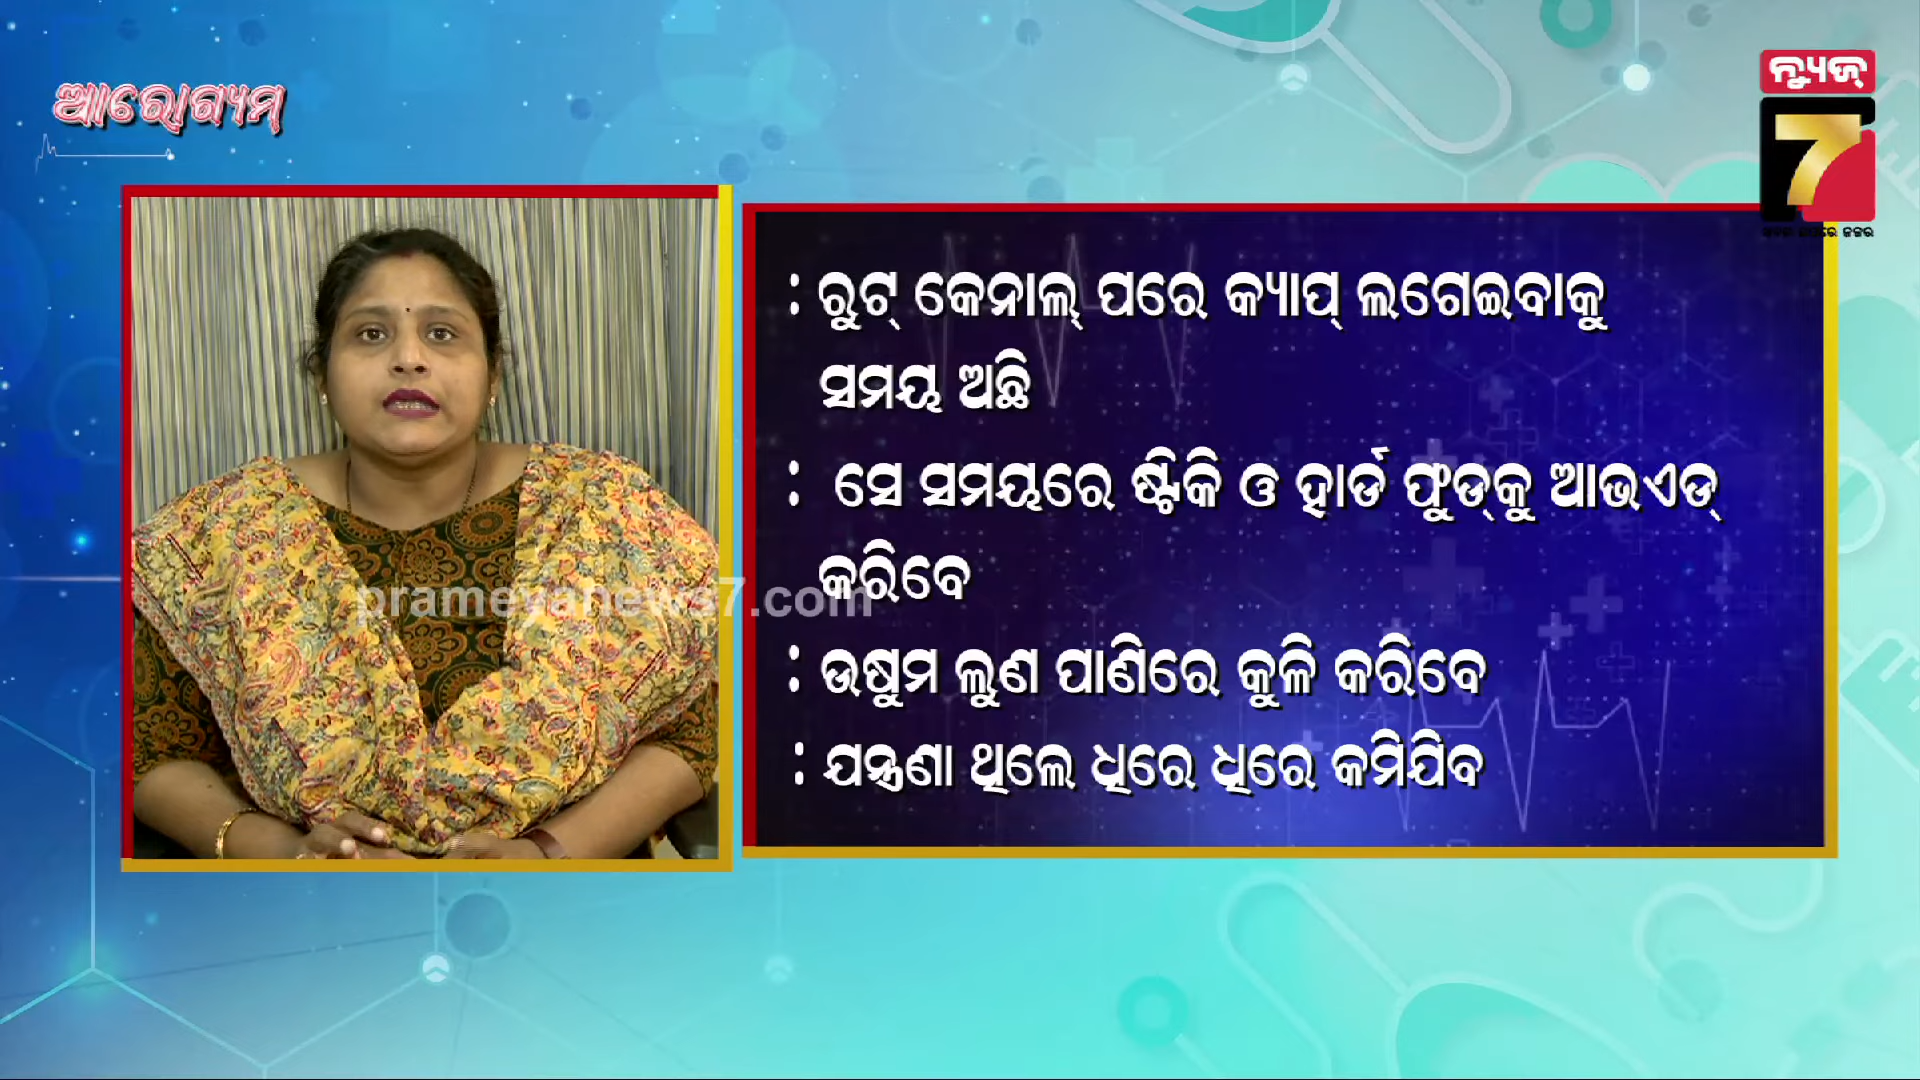 ଆରୋଗ୍ୟମ୍
ନ୍ୟୁଜ୍
7
: ରୁଟ୍ କେନାଲ୍ ପରେ କ୍ୟାପ୍ ଲଗେଇବାକୁ
ସମୟ ଅଛି
: ସେ ସମୟରେ ଷ୍ଟିକି ଓ ହାର୍ଡ ଫୁଡ୍‌କୁ ଆଭଏଡ୍
କରିବେ
prameyanews7.com
: ଉଷୁମ ଲୁଣ ପାଣିରେ କୁଳି କରିବେ
: ଯନ୍ତ୍ରଣା ଥିଲେ ଧିରେ ଧିରେ କମିଯିବ